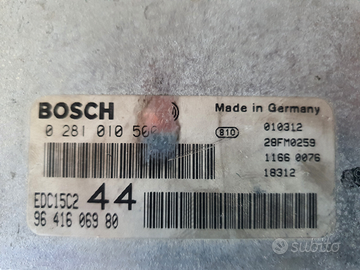 BOSCH
Made in Germany
0 281 010 50
810
010312
28FM0259
1166 0076
18312
EDC15C2 44
96 416 069 80
subito